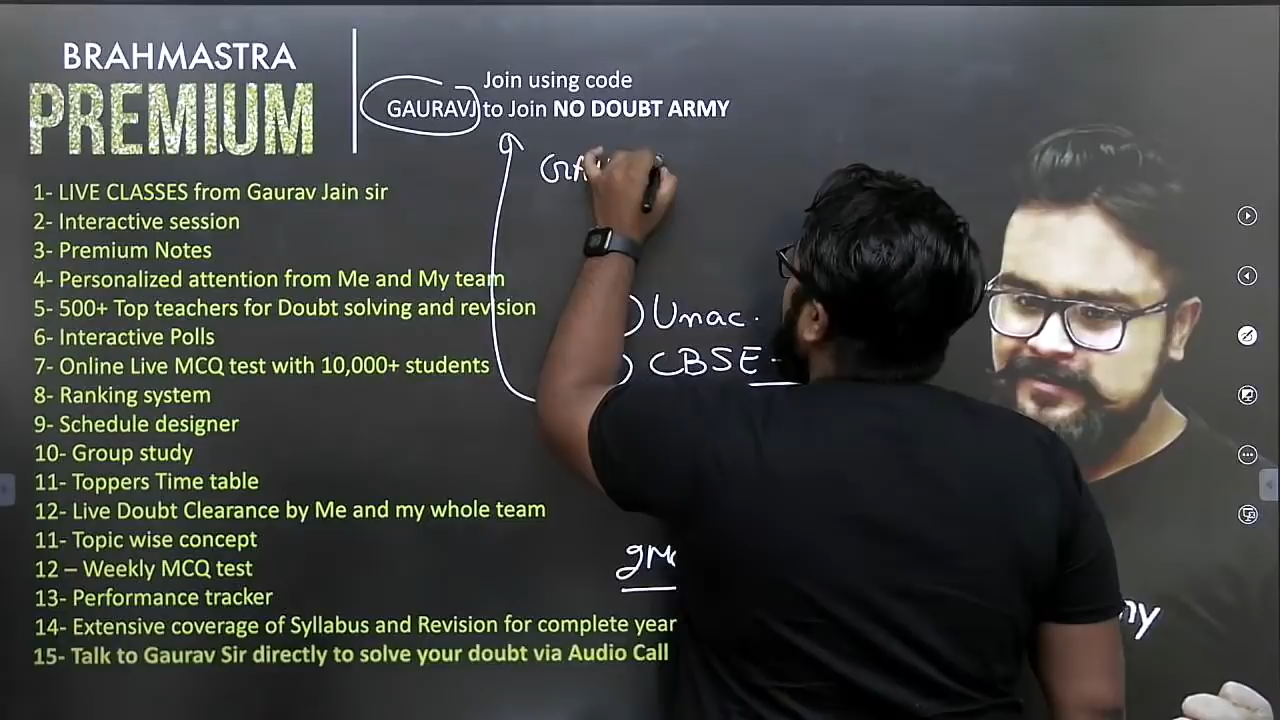 BRAHMASTRA
PREMIUM
Join using code
GAURAVJ to Join NO DOUBT ARMY
1- LIVE CLASSES from Gaurav Jain sir
2- Interactive session
3- Premium Notes
4- Personalized attention from Me and My team
5- 500+ Top teachers for Doubt solving and revision
6- Interactive Polls
7- Online Live MCQ test with 10,000+ students
8- Ranking system
9- Schedule designer
10- Group study
11- Toppers Time table
12- Live Doubt Clearance by Me and my whole team
11- Topic wise concept
12 – Weekly MCQ test
13- Performance tracker
14- Extensive coverage of Syllabus and Revision for complete year
15- Talk to Gaurav Sir directly to solve your doubt via Audio Call
Unac.
CBSE